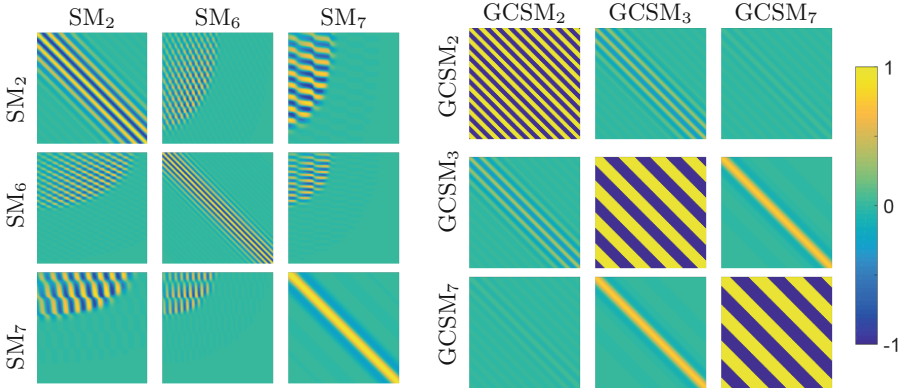 SM₂ SM₆ SM₇
SM₂
SM₆
SM₇
GCSM₂ GCSM₃ GCSM₇
GCSM₂
GCSM₃
GCSM₇
1
0
-1